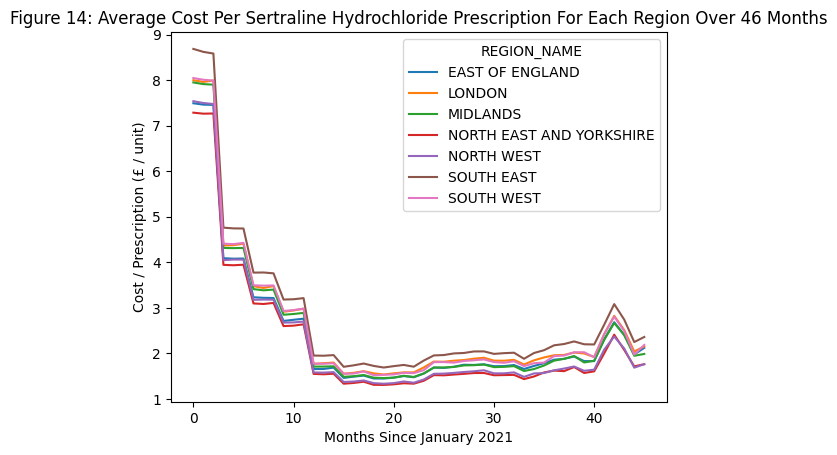 Figure 14: Average Cost Per Sertraline Hydrochloride Prescription For Each Region Over 46 Months
9
8
7
6
5
4
3
2
1
Cost / Prescription (£ / unit)
REGION_NAME
EAST OF ENGLAND
LONDON
MIDLANDS
NORTH EAST AND YORKSHIRE
NORTH WEST
SOUTH EAST
SOUTH WEST
0 10 20 30 40
Months Since January 2021